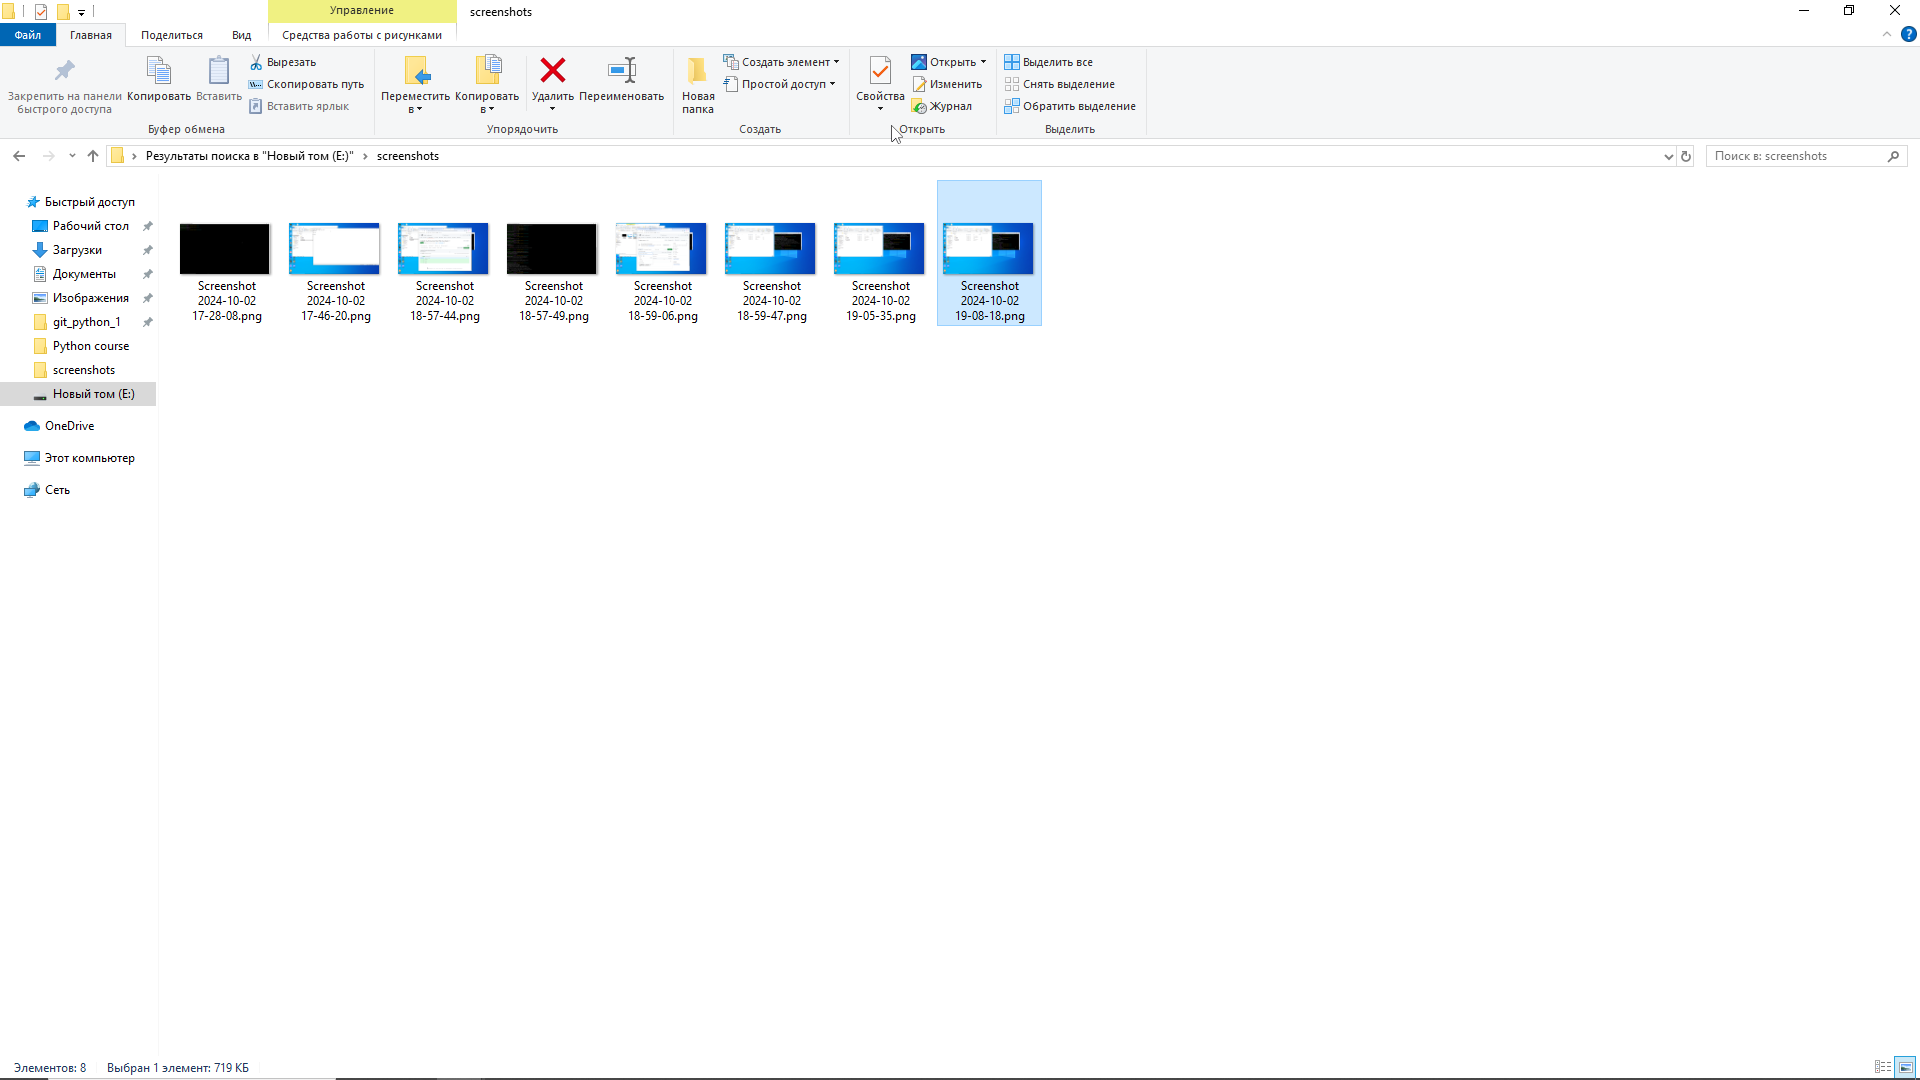 Управление
screenshots
Файл
Главная
Поделиться
Вид
Средства работы с рисунками
Закрепить на панели
быстрого доступа
Копировать
Вставить
Вырезать
Скопировать путь
Вставить ярлык
Буфер обмена
Переместить
в
Копировать
в
Удалить
Переименовать
Упорядочить
Новая
папка
Создать элемент
Простой доступ
Создать
Свойства
Открыть
Изменить
Журнал
Открыть
Выделить все
Снять выделение
Обратить выделение
Выделить
Результаты поиска в "Новый том (E:)"
screenshots
Поиск в: screenshots
Быстрый доступ
Рабочий стол
Загрузки
Документы
Изображения
git_python_1
Python course
screenshots
Новый том (E:)
OneDrive
Этот компьютер
Сеть
Screenshot
2024-10-02
17-28-08.png
Screenshot
2024-10-02
17-46-20.png
Screenshot
2024-10-02
18-57-44.png
Screenshot
2024-10-02
18-57-49.png
Screenshot
2024-10-02
18-59-06.png
Screenshot
2024-10-02
18-59-47.png
Screenshot
2024-10-02
19-05-35.png
Screenshot
2024-10-02
19-08-18.png
Элементов: 8
Выбран 1 элемент: 719 КБ